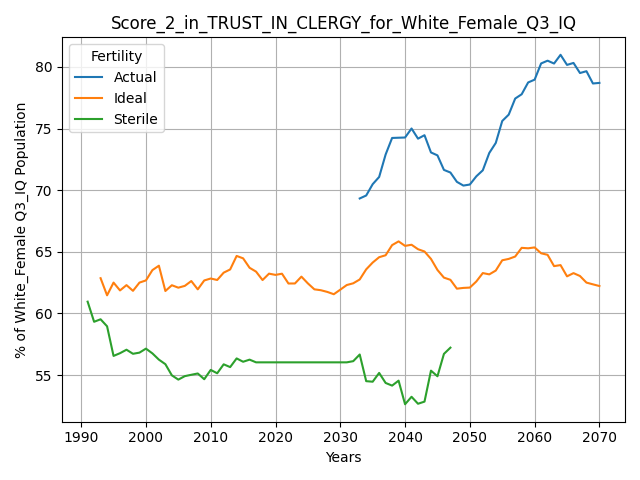 Score_2_in_TRUST_IN_CLERGY_for_White_Female_Q3_IQ
Fertility
Actual
Ideal
Sterile
% of White_Female Q3_IQ Population
80
75
70
65
60
55
1990 2000 2010 2020 2030 2040 2050 2060 2070
Years